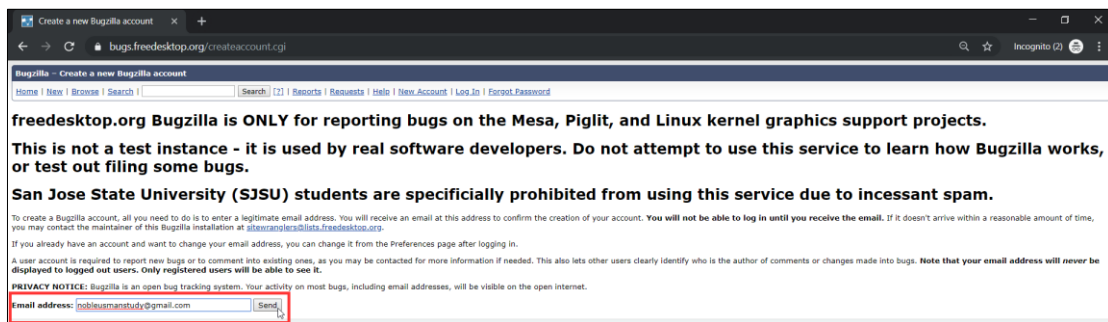 Create a new Bugzilla account
bugs.freedesktop.org/createaccount.cgi
Incognito (2)
Bugzilla – Create a new Bugzilla account
Home | New | Browse | Search | Search [?] | Reports | Requests | Help | New Account | Log In | Forgot Password
freedesktop.org Bugzilla is ONLY for reporting bugs on the Mesa, Piglit, and Linux kernel graphics support projects.
This is not a test instance - it is used by real software developers. Do not attempt to use this service to learn how Bugzilla works,
or test out filing some bugs.
San Jose State University (SJSU) students are specificially prohibited from using this service due to incessant spam.
To create a Bugzilla account, all you need to do is to enter a legitimate email address. You will receive an email at this address to confirm the creation of your account. You will not be able to log in until you receive the email. If it doesn't arrive within a reasonable amount of time,
you may contact the maintainer of this Bugzilla installation at sitewranglers@lists.freedesktop.org.
If you already have an account and want to change your email address, you can change it from the Preferences page after logging in.
A user account is required to report new bugs or to comment into existing ones, as you may be contacted for more information if needed. This also lets other users clearly identify who is the author of comments or changes made into bugs. Note that your email address will never be
displayed to logged out users. Only registered users will be able to see it.
PRIVACY NOTICE: Bugzilla is an open bug tracking system. Your activity on most bugs, including email addresses, will be visible on the open internet.
Email address: nobleusmanstudy@gmail.com Send